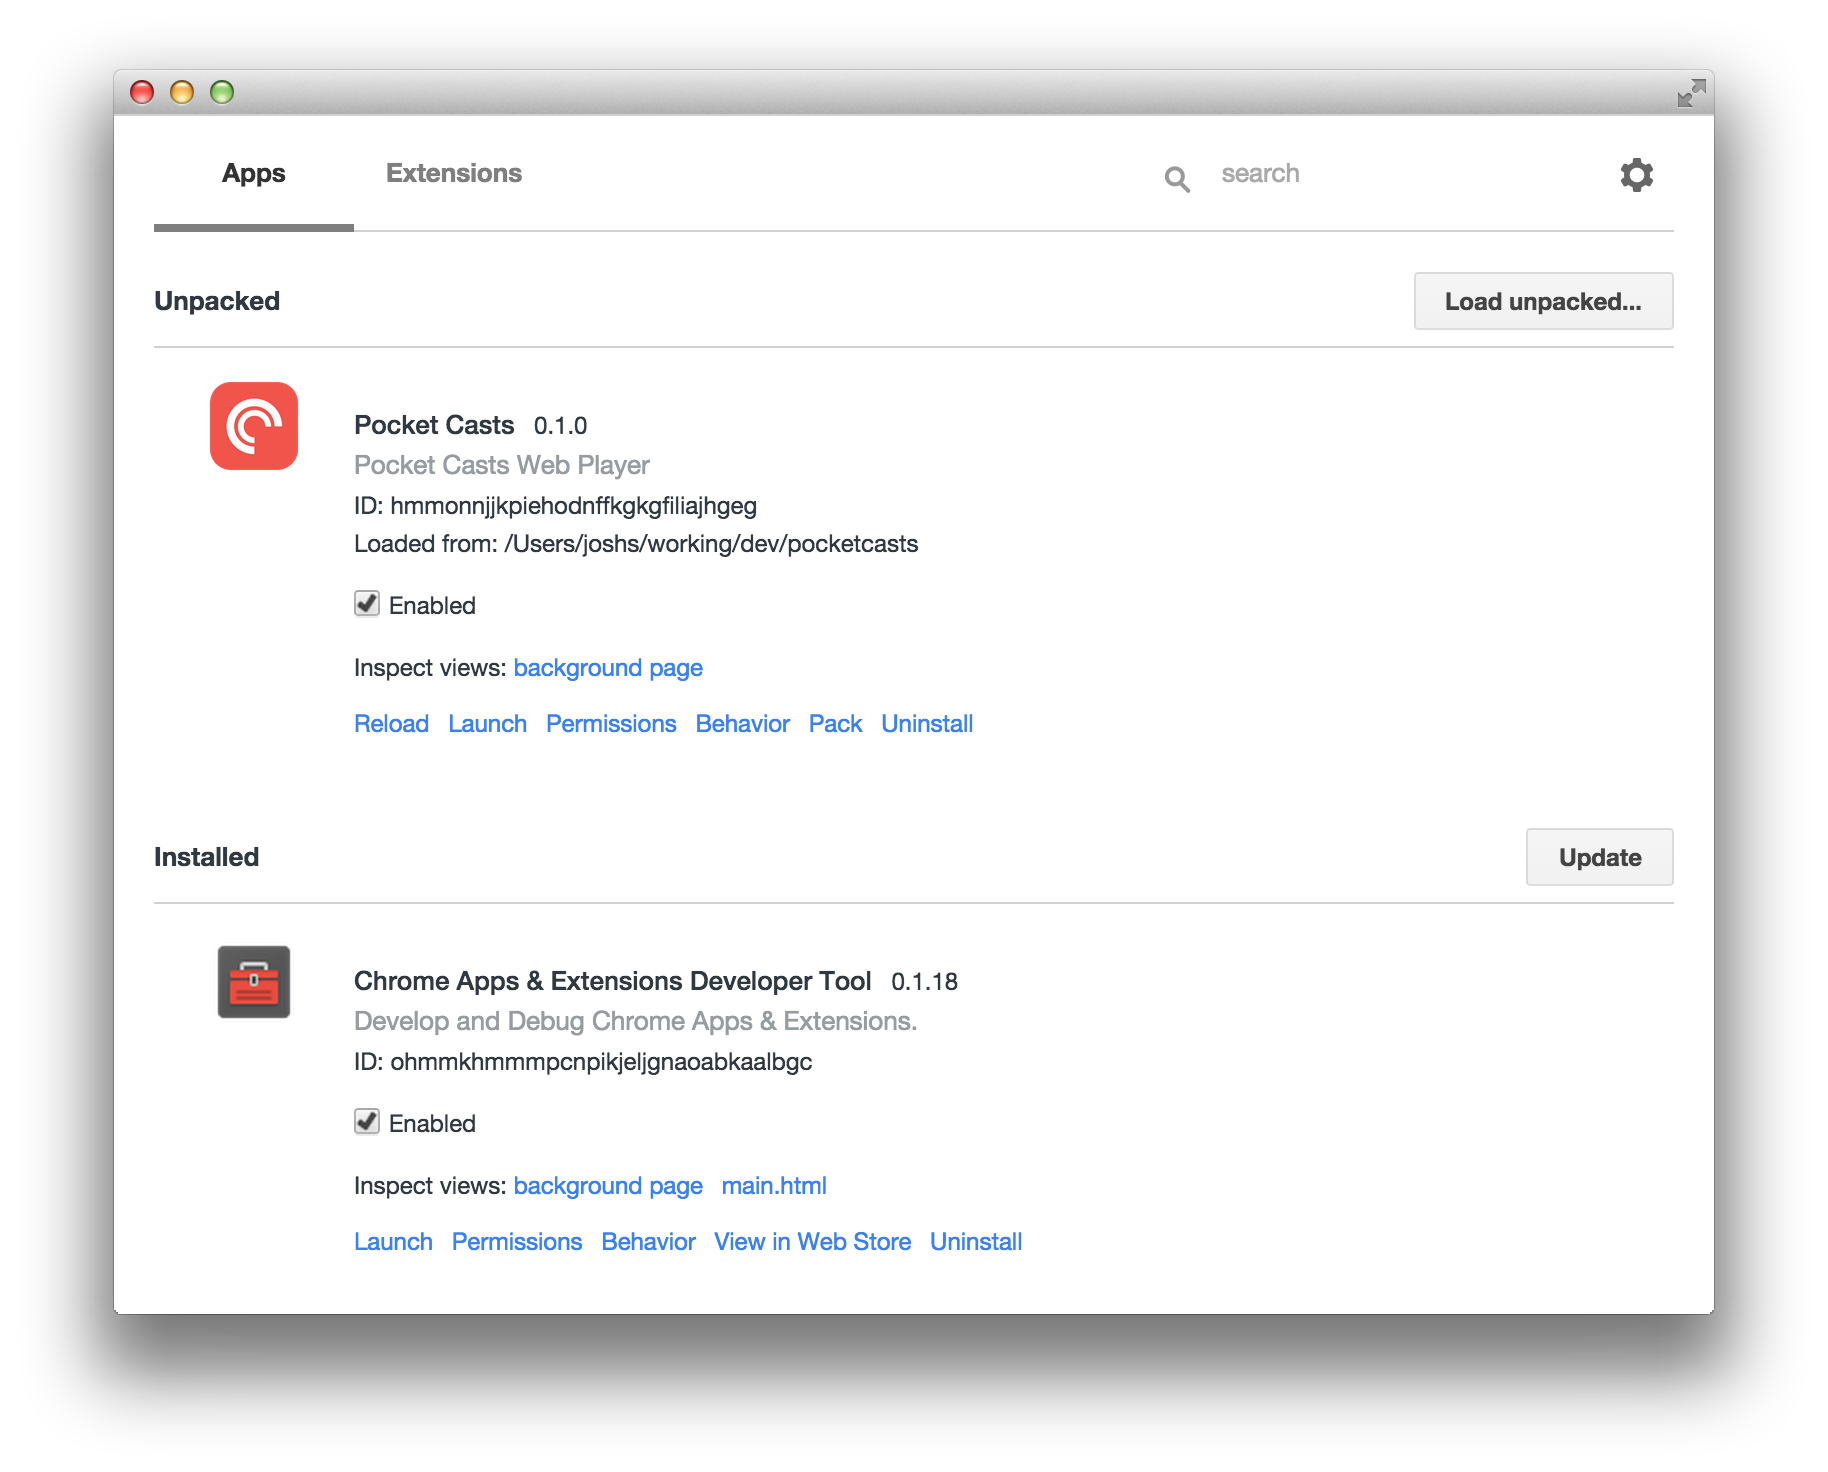 Apps Extensions search
Unpacked Load unpacked...
Pocket Casts 0.1.0
Pocket Casts Web Player
ID: hmmonnjjkpiehodnffkgkgfiliajhgeg
Loaded from: /Users/joshs/working/dev/pocketcasts
Enabled
Inspect views: background page
Reload Launch Permissions Behavior Pack Uninstall
Installed Update
Chrome Apps & Extensions Developer Tool 0.1.18
Develop and Debug Chrome Apps & Extensions.
ID: ohmmkhmmmpcnpikjeljgnaoabkaalbgc
Enabled
Inspect views: background page main.html
Launch Permissions Behavior View in Web Store Uninstall